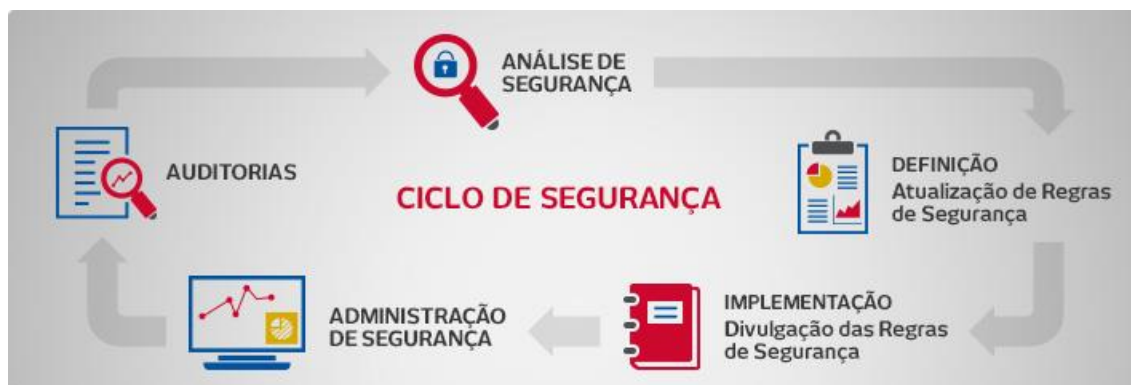 ANÁLISE DE
SEGURANÇA
AUDITORIAS
DEFINIÇÃO
Atualização de Regras
de Segurança
CICLO DE SEGURANÇA
ADMINISTRAÇÃO
DE SEGURANÇA
IMPLEMENTAÇÃO
Divulgação das Regras
de Segurança